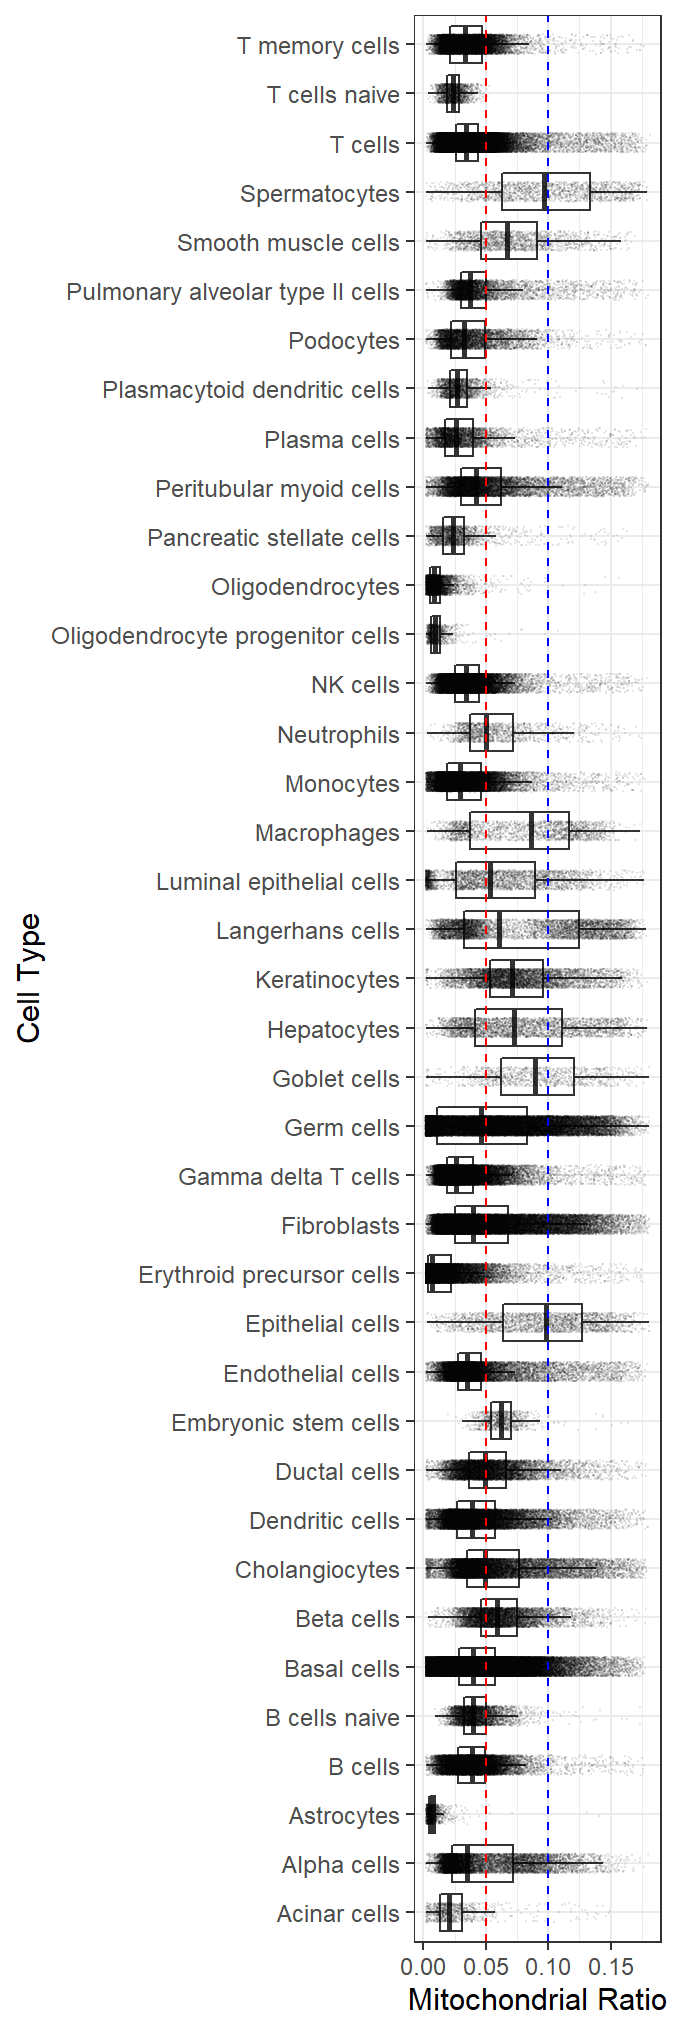 T memory cells
T cells naive
T cells
Spermatocytes
Smooth muscle cells
Pulmonary alveolar type II cells
Podocytes
Plasmacytoid dendritic cells
Plasma cells
Peritubular myoid cells
Pancreatic stellate cells
Oligodendrocytes
Oligodendrocyte progenitor cells
NK cells
Neutrophils
Monocytes
Macrophages
Luminal epithelial cells
Langerhans cells
Keratinocytes
Hepatocytes
Goblet cells
Germ cells
Gamma delta T cells
Fibroblasts
Erythroid precursor cells
Epithelial cells
Endothelial cells
Embryonic stem cells
Ductal cells
Dendritic cells
Cholangiocytes
Beta cells
Basal cells
B cells naive
B cells
Astrocytes
Alpha cells
Acinar cells
Cell Type
0.00 0.05 0.10 0.15
Mitochondrial Ratio